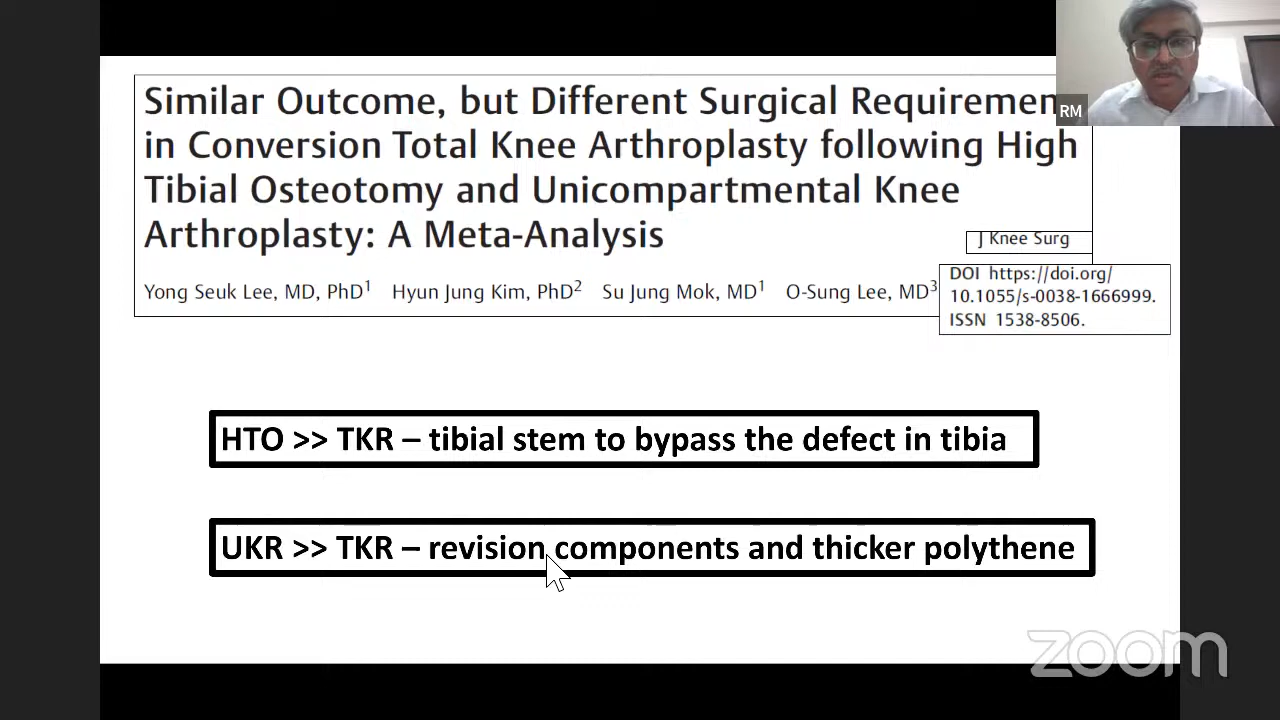 Similar Outcome, but Different Surgical Requiremen
in Conversion Total Knee Arthroplasty following High
Tibial Osteotomy and Unicompartmental Knee
Arthroplasty: A Meta-Analysis
J Knee Surg
Yong Seuk Lee, MD, PhD1 Hyun Jung Kim, PhD2 Su Jung Mok, MD1 O-Sung Lee, MD3
DOI https://doi.org/
10.1055/s-0038-1666999.
ISSN 1538-8506.
HTO >> TKR – tibial stem to bypass the defect in tibia
UKR >> TKR – revision components and thicker polythene
RM
zoom